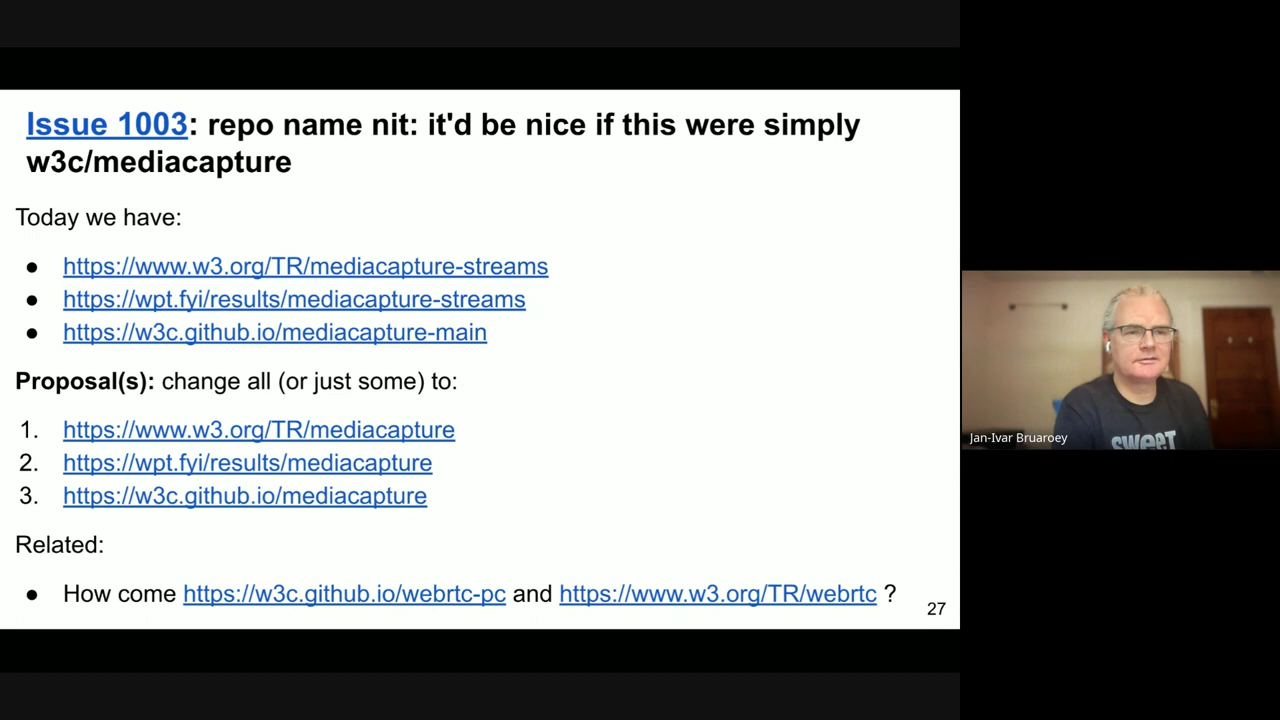 Issue 1003: repo name nit: it'd be nice if this were simply
w3c/mediacapture
Today we have:
● https://www.w3.org/TR/mediacapture-streams
● https://wpt.fyi/results/mediacapture-streams
● https://w3c.github.io/mediacapture-main
Proposal(s): change all (or just some) to:
1. https://www.w3.org/TR/mediacapture
2. https://wpt.fyi/results/mediacapture
3. https://w3c.github.io/mediacapture
Related:
● How come https://w3c.github.io/webrtc-pc and https://www.w3.org/TR/webrtc ?
27
Jan-Ivar Bruaroey
SWEET